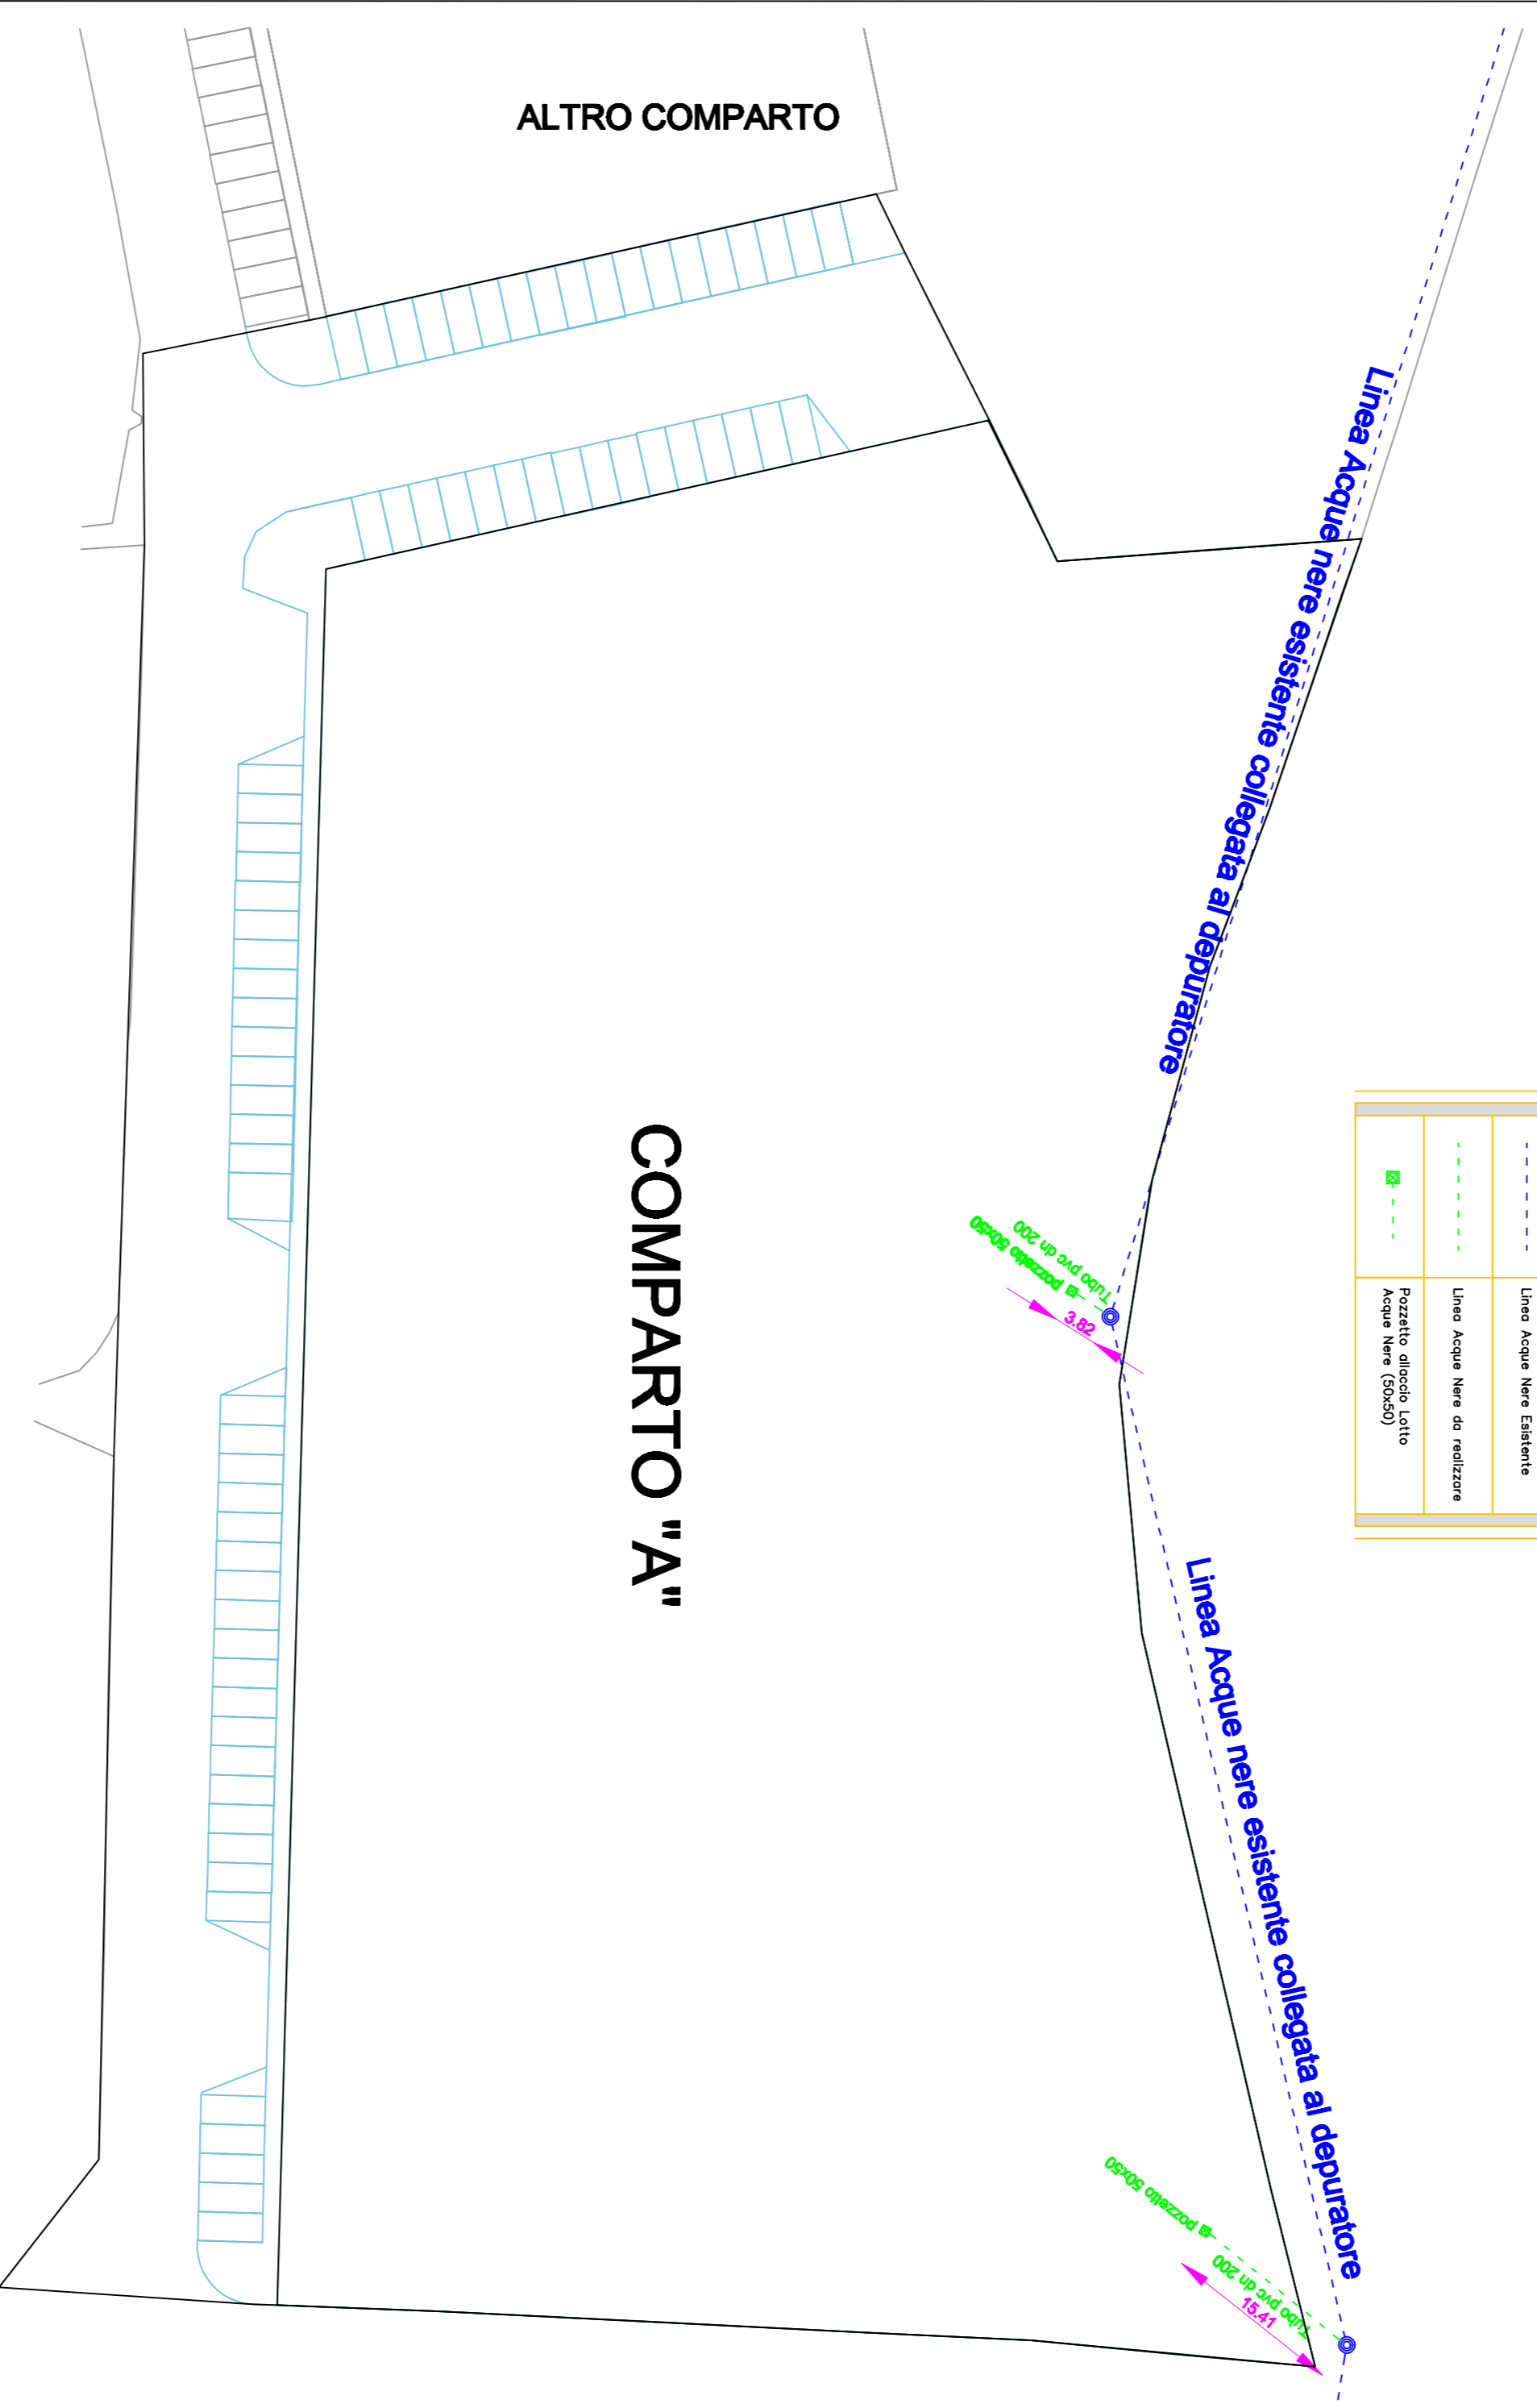 ALTRO COMPARTO
Linea Acque nere esistente collegata al depuratore
Linea Acque Nere Esistente
Linea Acque Nere da realizzare
Pozzetto allaccio Lotto
Acque Nere (50x50)
Tubo pvc dn 200
pozzetto 50x50
3.82
COMPARTO "A"
Linea Acque nere esistente collegata al depuratore
pozzetto 50x50
Tubo pvc dn 200
15.41